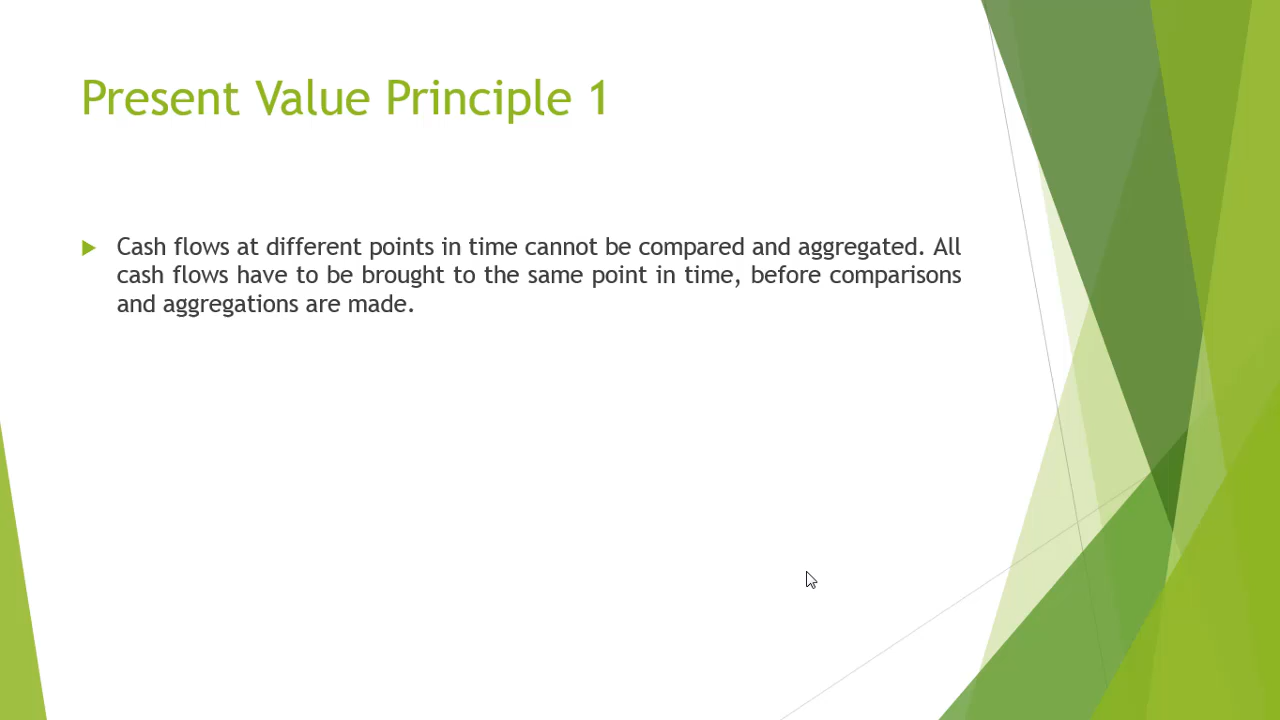 Present Value Principle 1
Cash flows at different points in time cannot be compared and aggregated. All
cash flows have to be brought to the same point in time, before comparisons
and aggregations are made.